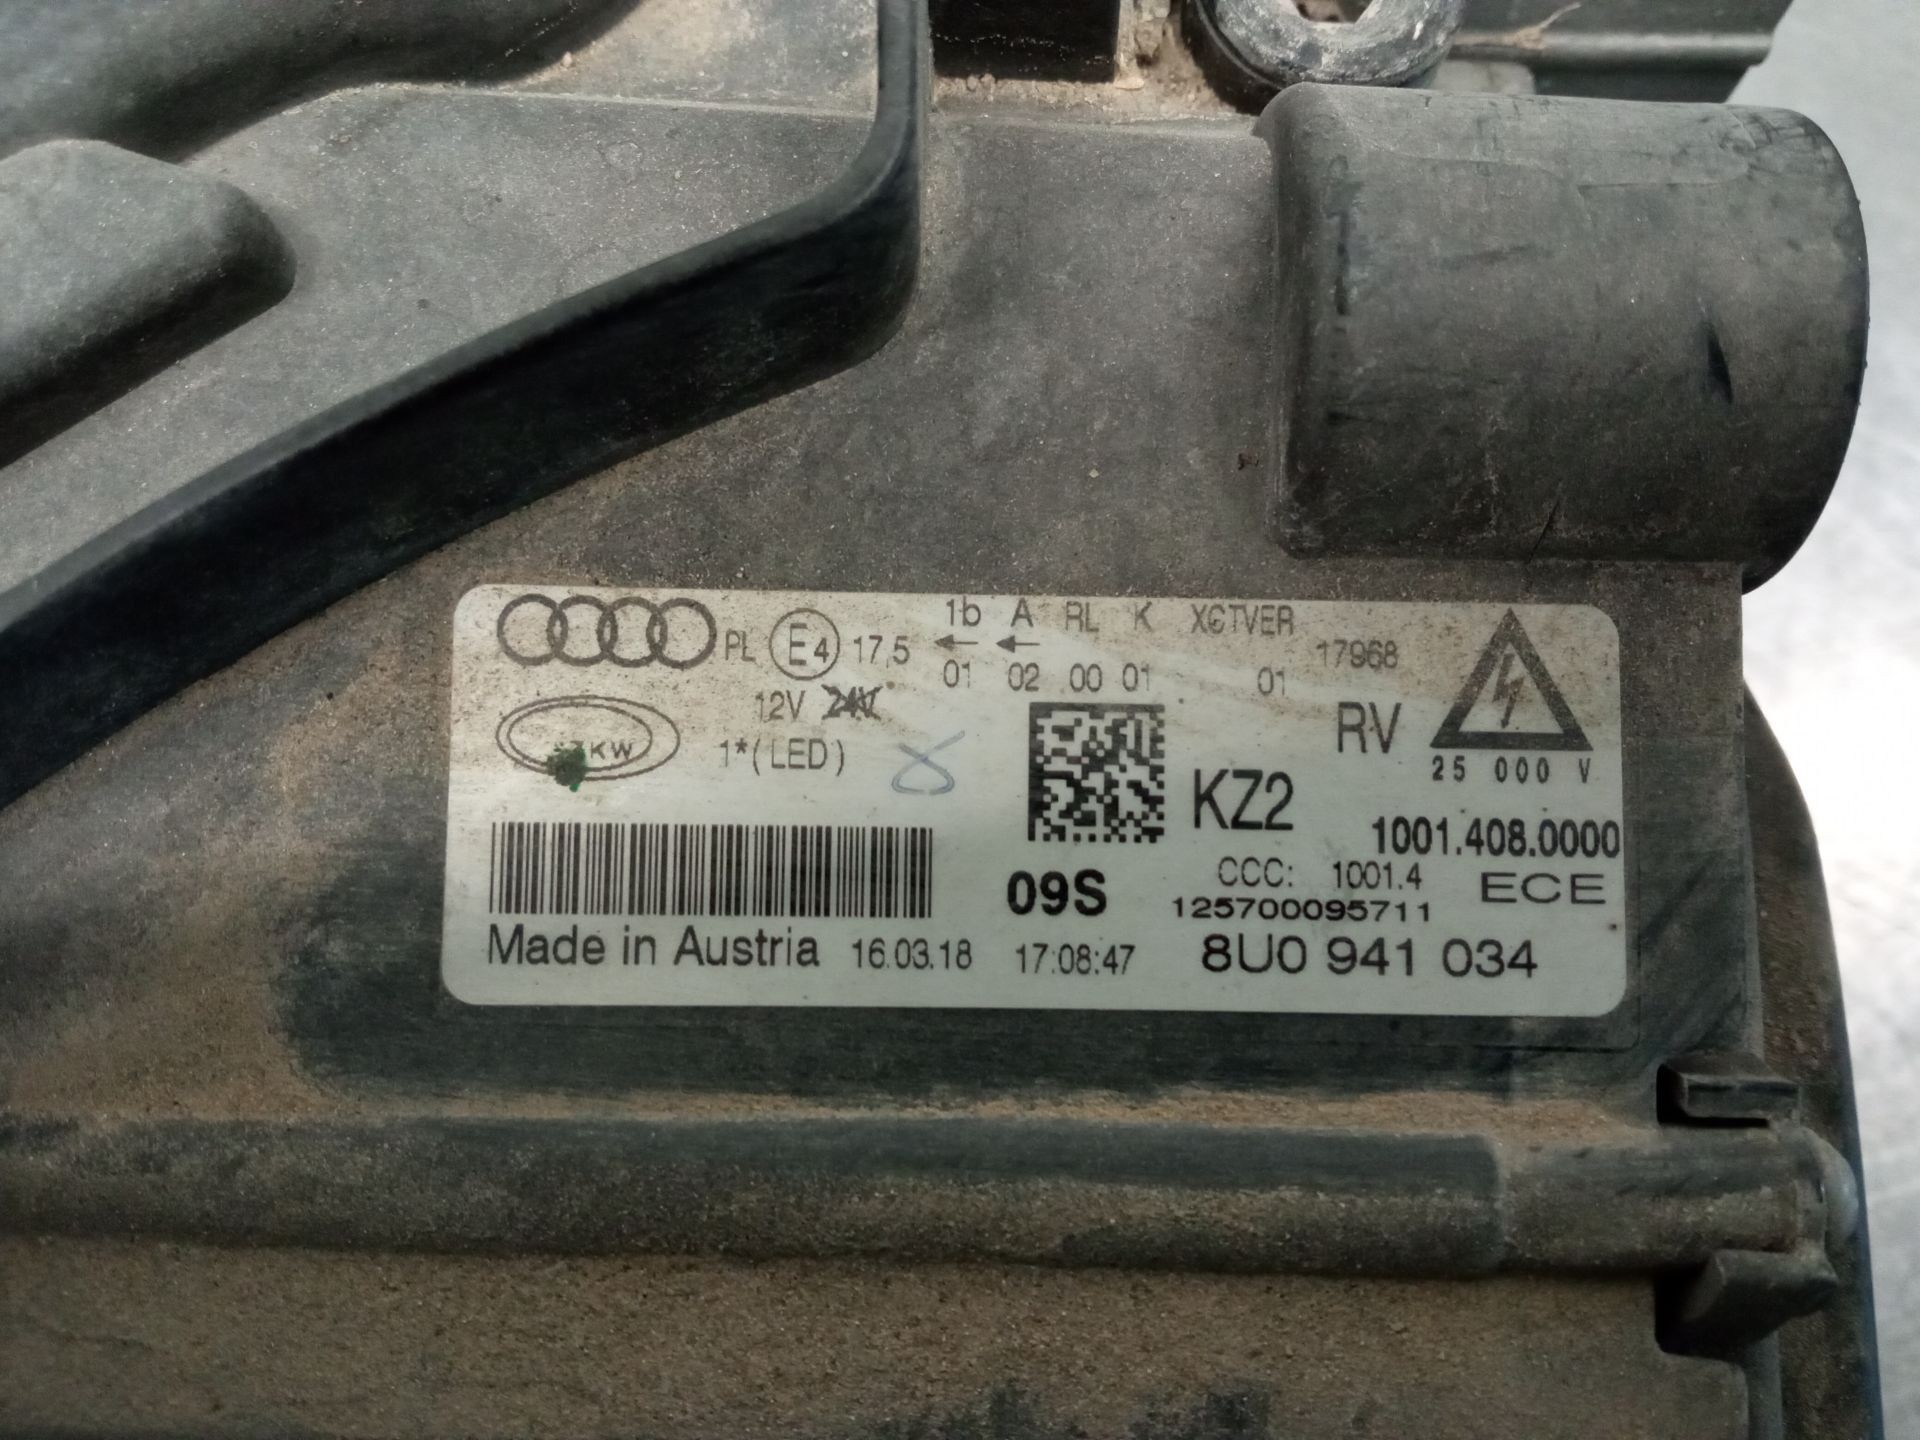 1b A RL K XGTVER
PL E4 17,5 ← ← 17968
01 02 00 01 01
12V 24V
ZKW 1*(LED) RV
25 000 V
KZ2
1001.408.0000
09S CCC: 1001.4 ECE
125700095711
Made in Austria 16.03.18 17:08:47 8U0 941 034